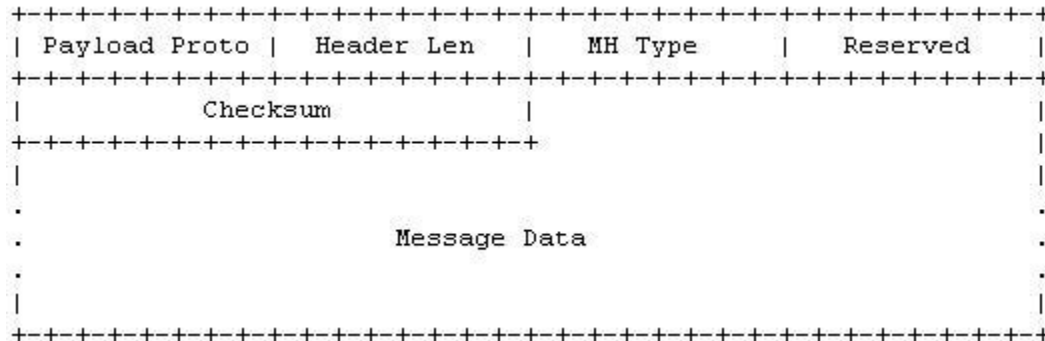 +-+-+-+-+-+-+-+-+-+-+-+-+-+-+-+-+-+-+-+-+-+-+-+-+-+-+-+-+-+-+-+-+
| Payload Proto | Header Len | MH Type | Reserved |
+-+-+-+-+-+-+-+-+-+-+-+-+-+-+-+-+-+-+-+-+-+-+-+-+-+-+-+-+-+-+-+-+
| Checksum | |
+-+-+-+-+-+-+-+-+-+-+-+-+-+-+-+-+ |
| |
. .
. Message Data .
. .
| |
+-+-+-+-+-+-+-+-+-+-+-+-+-+-+-+-+-+-+-+-+-+-+-+-+-+-+-+-+-+-+-+-+